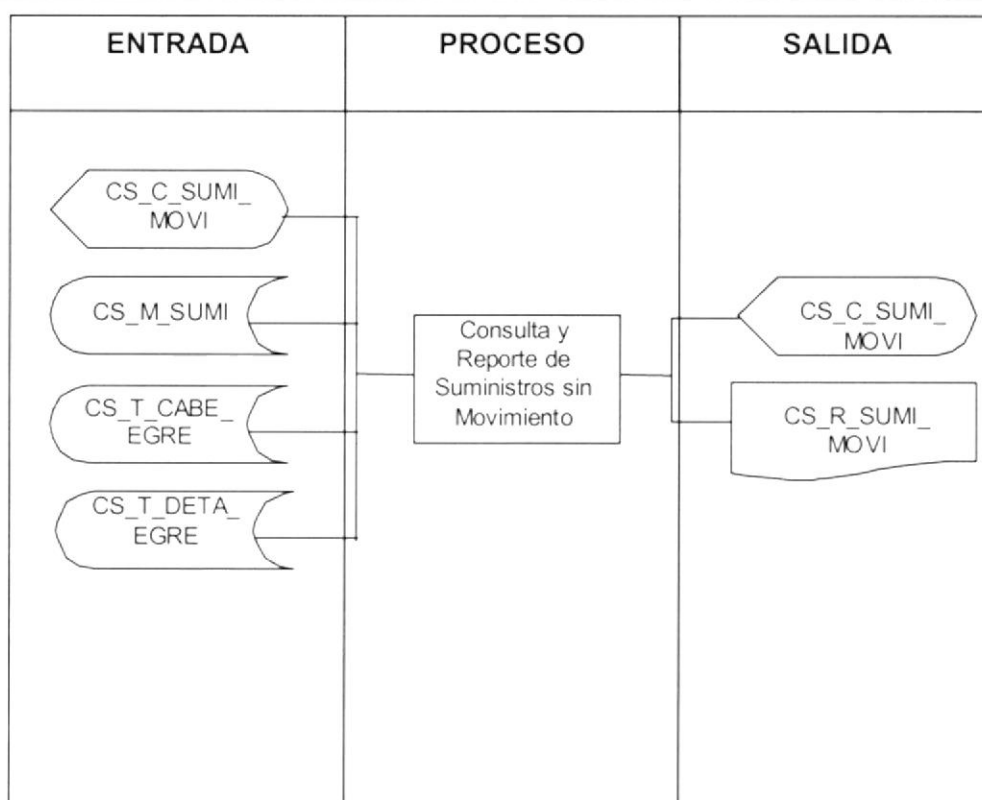 ENTRADA
PROCESO
SALIDA
CS_C_SUMI_
MOVI
CS_M_SUMI
CS_T_CABE_
EGRE
CS_T_DETA_
EGRE
Consulta y
Reporte de
Suministros sin
Movimiento
CS_C_SUMI_
MOVI
CS_R_SUMI_
MOVI